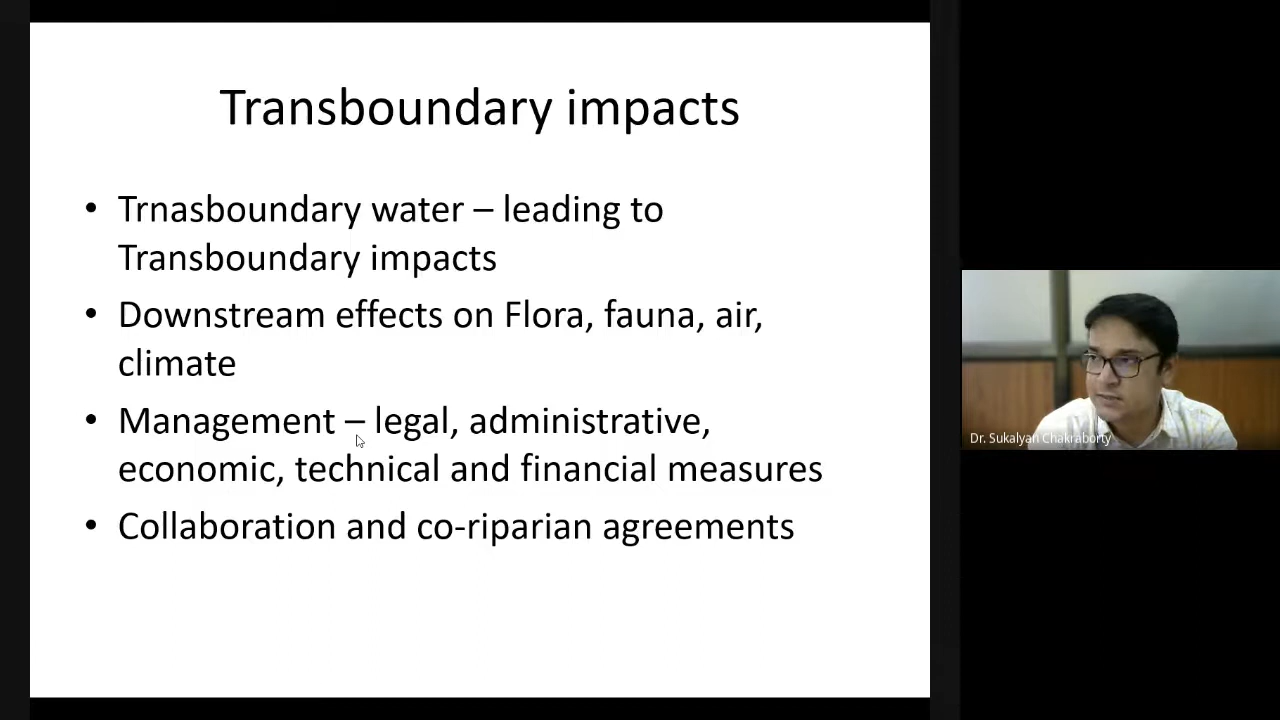 Transboundary impacts
• Trnasboundary water – leading to
Transboundary impacts
• Downstream effects on Flora, fauna, air,
climate
• Management – legal, administrative,
economic, technical and financial measures
• Collaboration and co-riparian agreements
Dr. Sukalyan Chakraborty